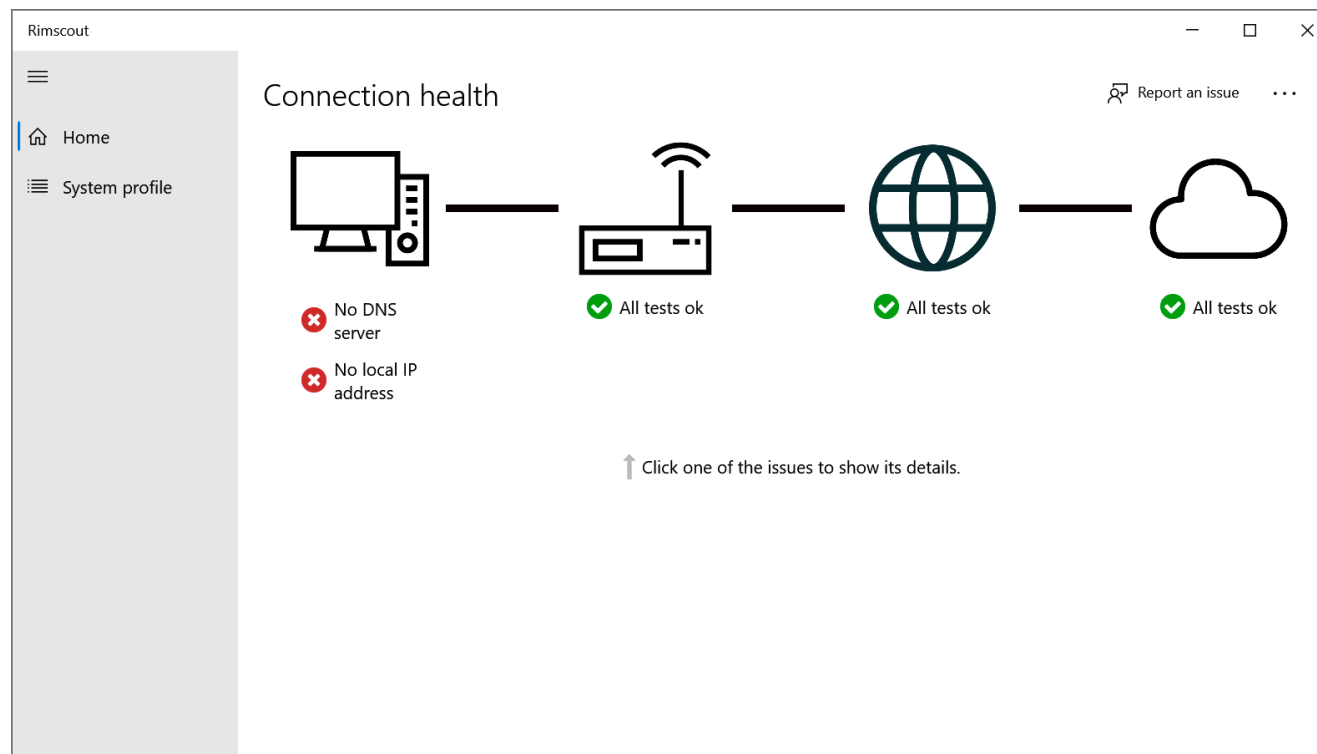 Rimscout
Connection health
Report an issue
Home
System profile
No DNS
server
No local IP
address
All tests ok
All tests ok
All tests ok
Click one of the issues to show its details.